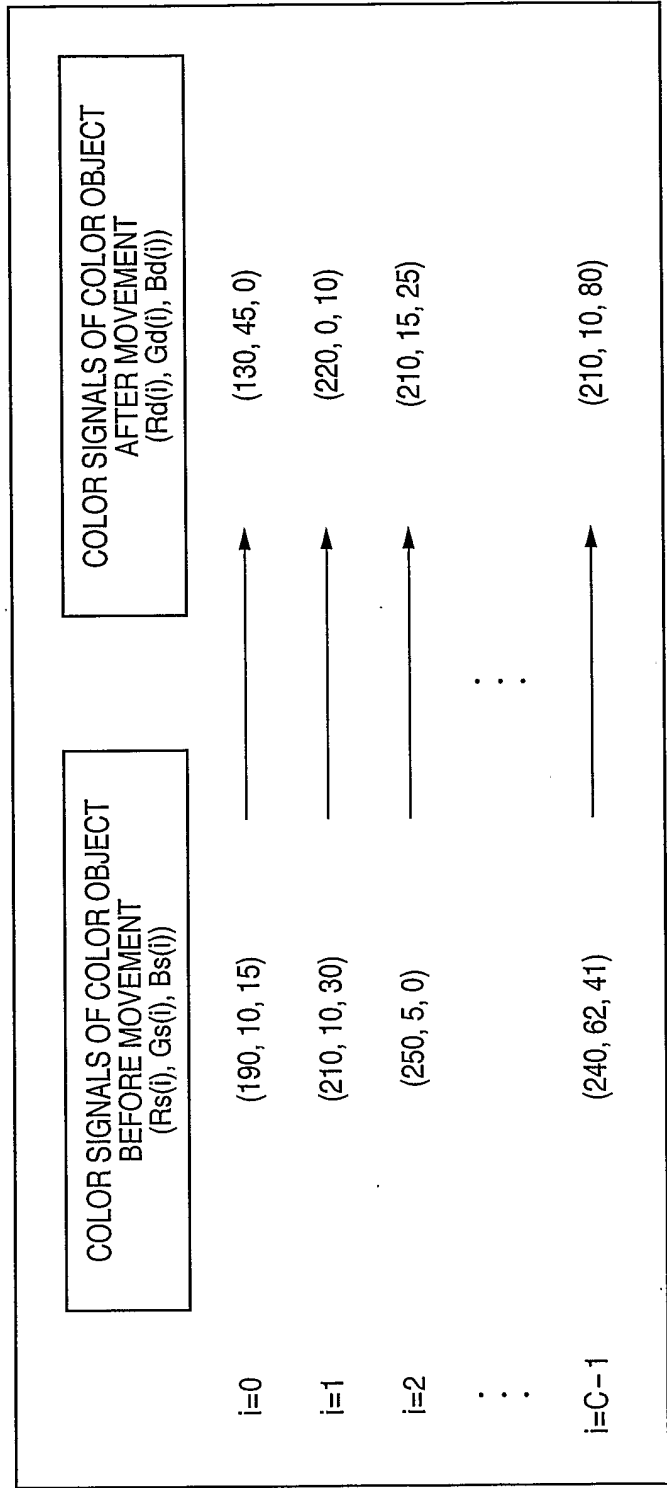 COLOR SIGNALS OF COLOR OBJECT
BEFORE MOVEMENT
(Rs(i), Gs(i), Bs(i))
COLOR SIGNALS OF COLOR OBJECT
AFTER MOVEMENT
(Rd(i), Gd(i), Bd(i))
i=0 (190, 10, 15) (130, 45, 0)
i=1 (210, 10, 30) (220, 0, 10)
i=2 (250, 5, 0) (210, 15, 25)
... ...
i=C-1 (240, 62, 41) (210, 10, 80)